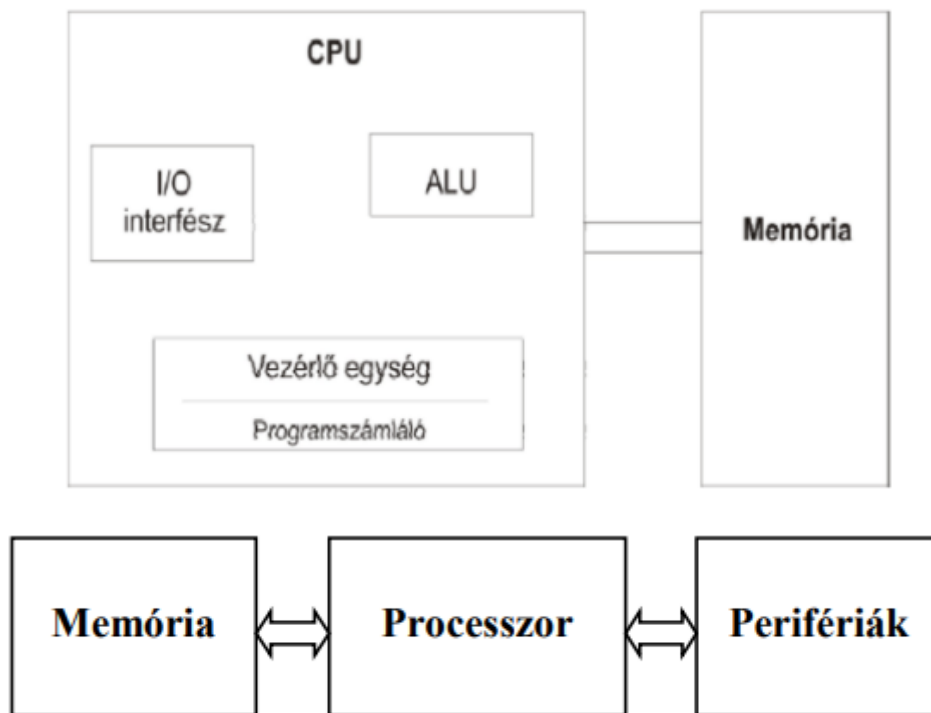 CPU
I/O
interfész
ALU
Memória
Vezérlő egység
Programszámláló
Memória
Processzor
Perifériák